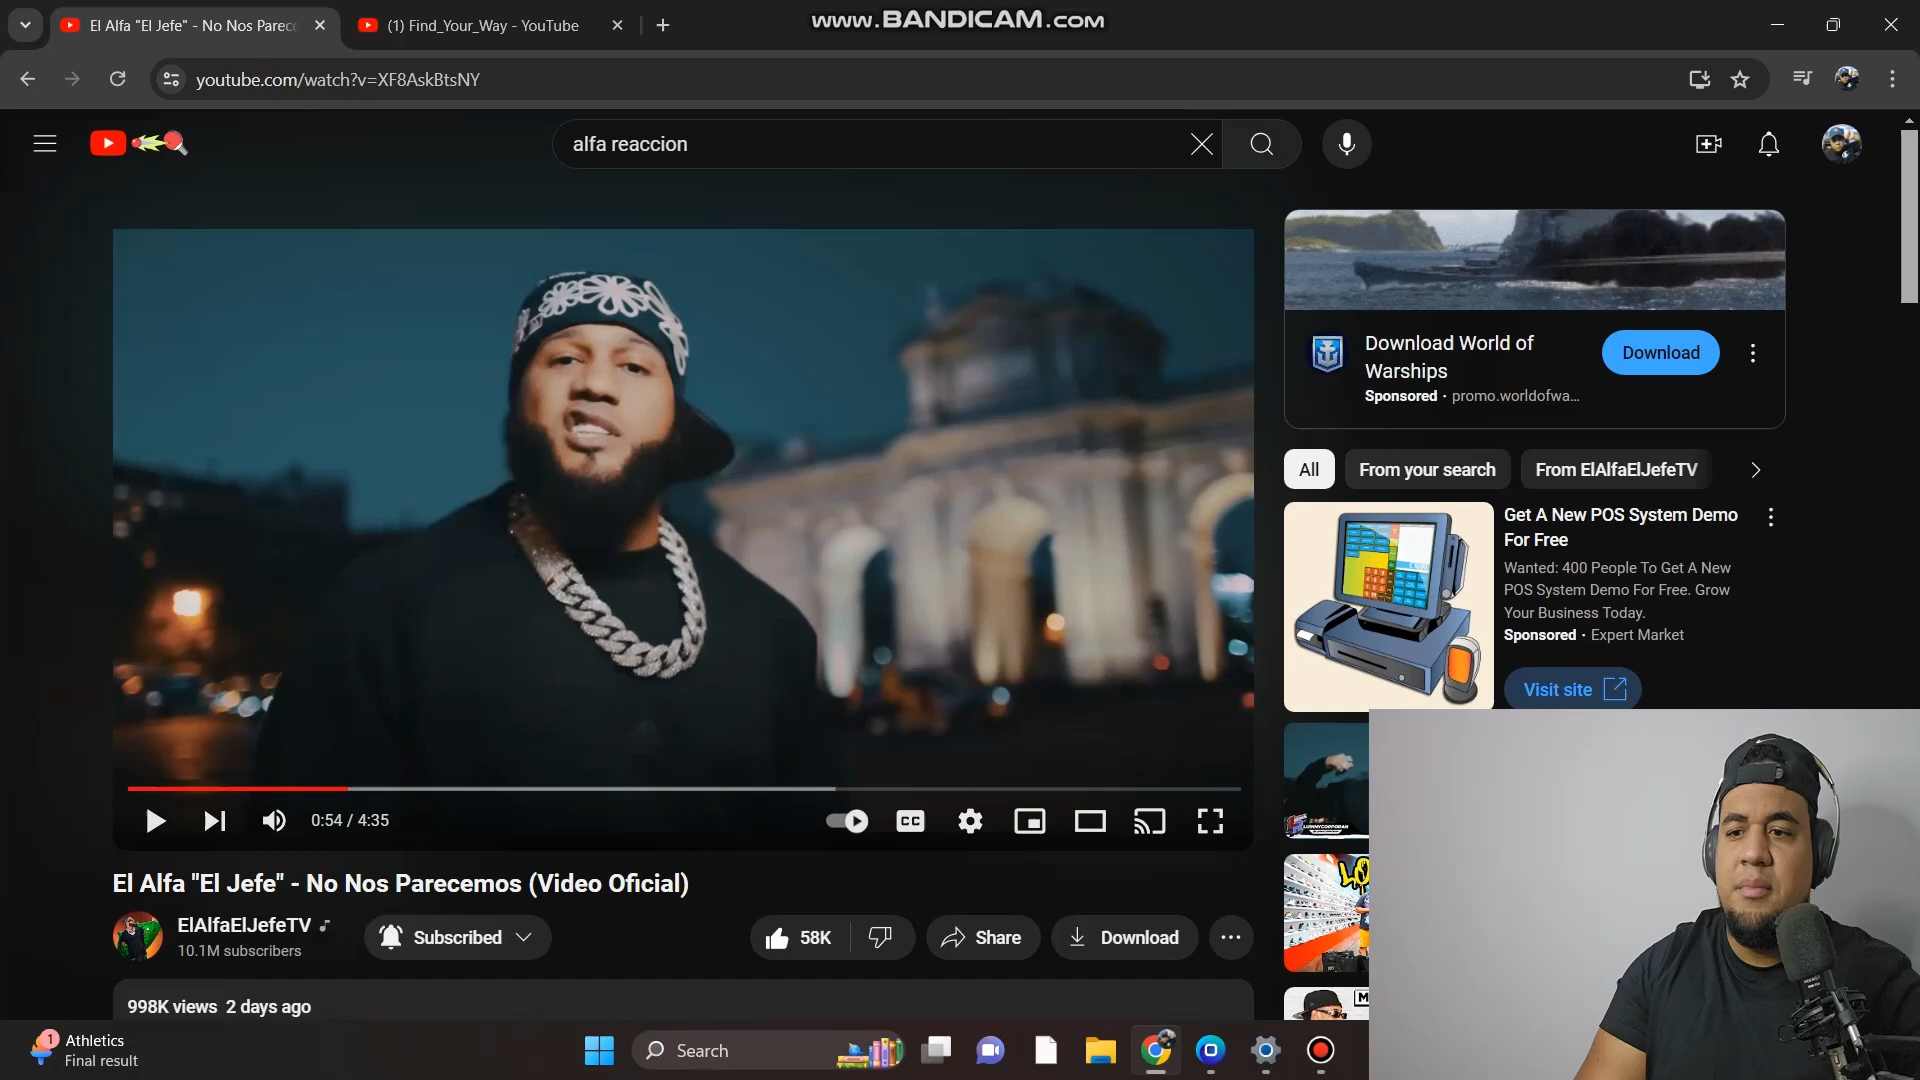 El Alfa "El Jefe" - No Nos Parece
(1) Find_Your_Way - YouTube
www.BANDICAM.com
youtube.com/watch?v=XF8AskBtsNY
alfa reaccion
Download World of
Warships
Sponsored · promo.worldofwa...
Download
All
From your search
From ElAlfaElJefeTV
Get A New POS System Demo
For Free
Wanted: 400 People To Get A New
POS System Demo For Free. Grow
Your Business Today.
Sponsored · Expert Market
Visit site
0:54 / 4:35
CC
El Alfa "El Jefe" - No Nos Parecemos (Video Oficial)
ElAlfaElJefeTV
10.1M subscribers
Subscribed
58K
Share
Download
998K views 2 days ago
1
Athletics
Final result
Search